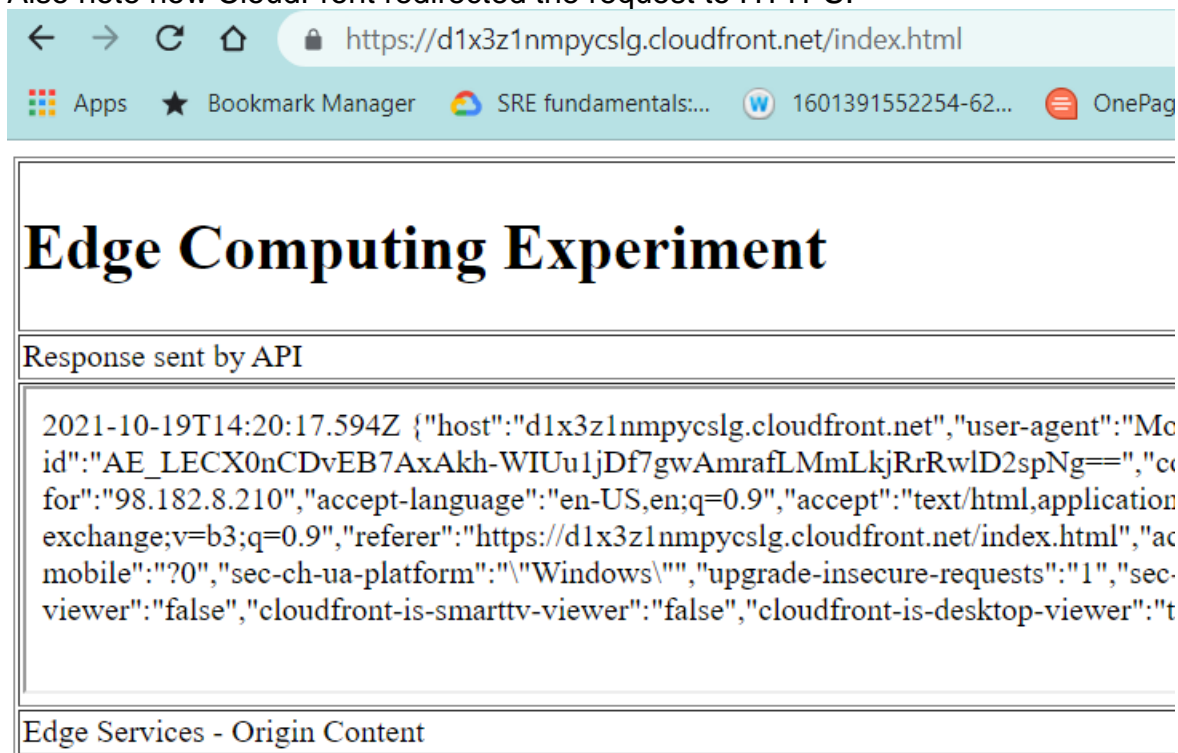 Also note how CloudFront redirected the request to HTTPS.
https://d1x3z1nmpycslg.cloudfront.net/index.html
Apps Bookmark Manager SRE fundamentals:... W 1601391552254-62... OnePag
Edge Computing Experiment
Response sent by API
2021-10-19T14:20:17.594Z {"host":"d1x3z1nmpycslg.cloudfront.net","user-agent":"Mo
id":"AE_LECX0nCDvEB7AxAkh-WIUu1jDf7gwAmrafLMmLkjRrRwlD2spNg==","co
for":"98.182.8.210","accept-language":"en-US,en;q=0.9","accept":"text/html,application
exchange;v=b3;q=0.9","referer":"https://d1x3z1nmpycslg.cloudfront.net/index.html","ac
mobile":"?0","sec-ch-ua-platform":"\"Windows\"","upgrade-insecure-requests":"1","sec-
viewer":"false","cloudfront-is-smarttv-viewer":"false","cloudfront-is-desktop-viewer":"t
Edge Services - Origin Content